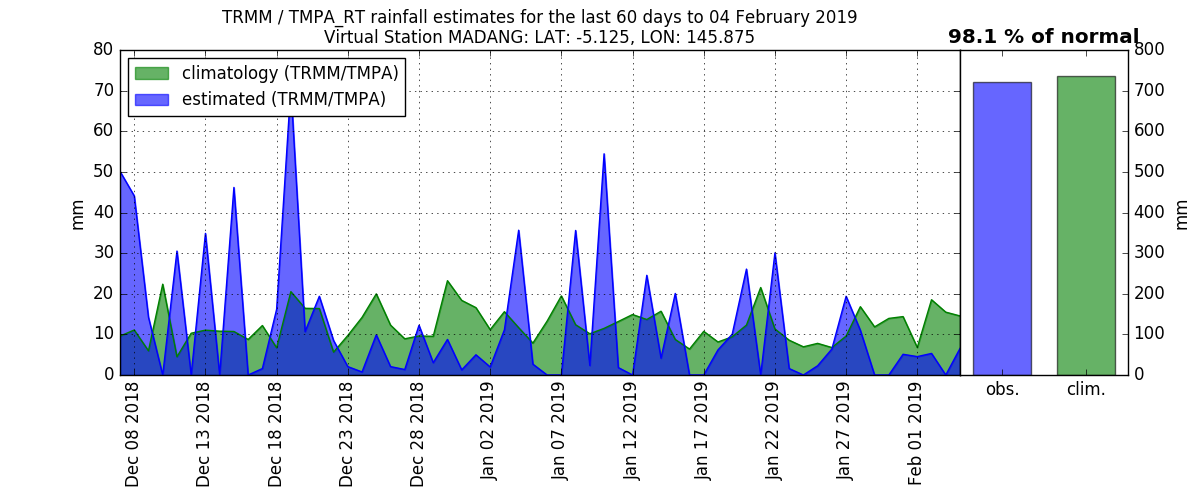 TRMM / TMPA_RT rainfall estimates for the last 60 days to 04 February 2019
Virtual Station MADANG: LAT: -5.125, LON: 145.875
98.1 % of normal
climatology (TRMM/TMPA)
estimated (TRMM/TMPA)
mm
80
70
60
50
40
30
20
10
0
Dec 08 2018
Dec 13 2018
Dec 18 2018
Dec 23 2018
Dec 28 2018
Jan 02 2019
Jan 07 2019
Jan 12 2019
Jan 17 2019
Jan 22 2019
Jan 27 2019
Feb 01 2019
obs.
clim.
800
700
600
500
400
300
200
100
0
mm